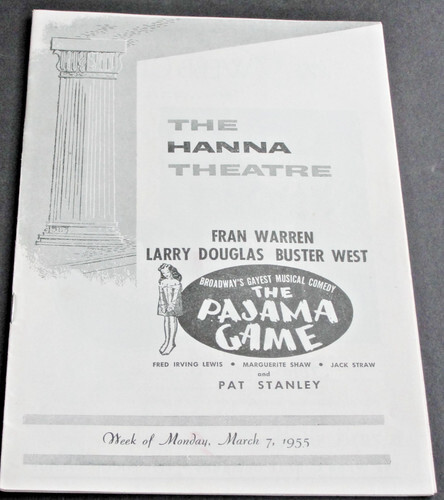 THE
HANNA
THEATRE
FRAN WARREN
LARRY DOUGLAS BUSTER WEST
BROADWAY'S GAYEST MUSICAL COMEDY
THE
PAJAMA
GAME
FRED IRVING LEWIS • MARGUERITE SHAW • JACK STRAW
and
PAT STANLEY
Week of Monday, March 7, 1955